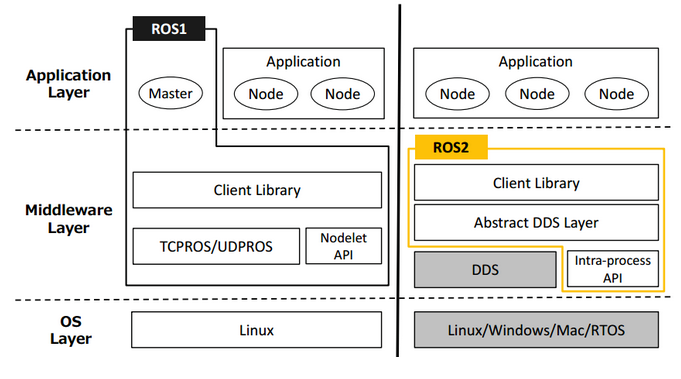 ROS1
Application
Layer
Master
Application
Node
Node
Application
Node
Node
Node
Middleware
Layer
Client Library
TCPROS/UDPROS
Nodelet
API
ROS2
Client Library
Abstract DDS Layer
DDS
Intra-process
API
OS
Layer
Linux
Linux/Windows/Mac/RTOS